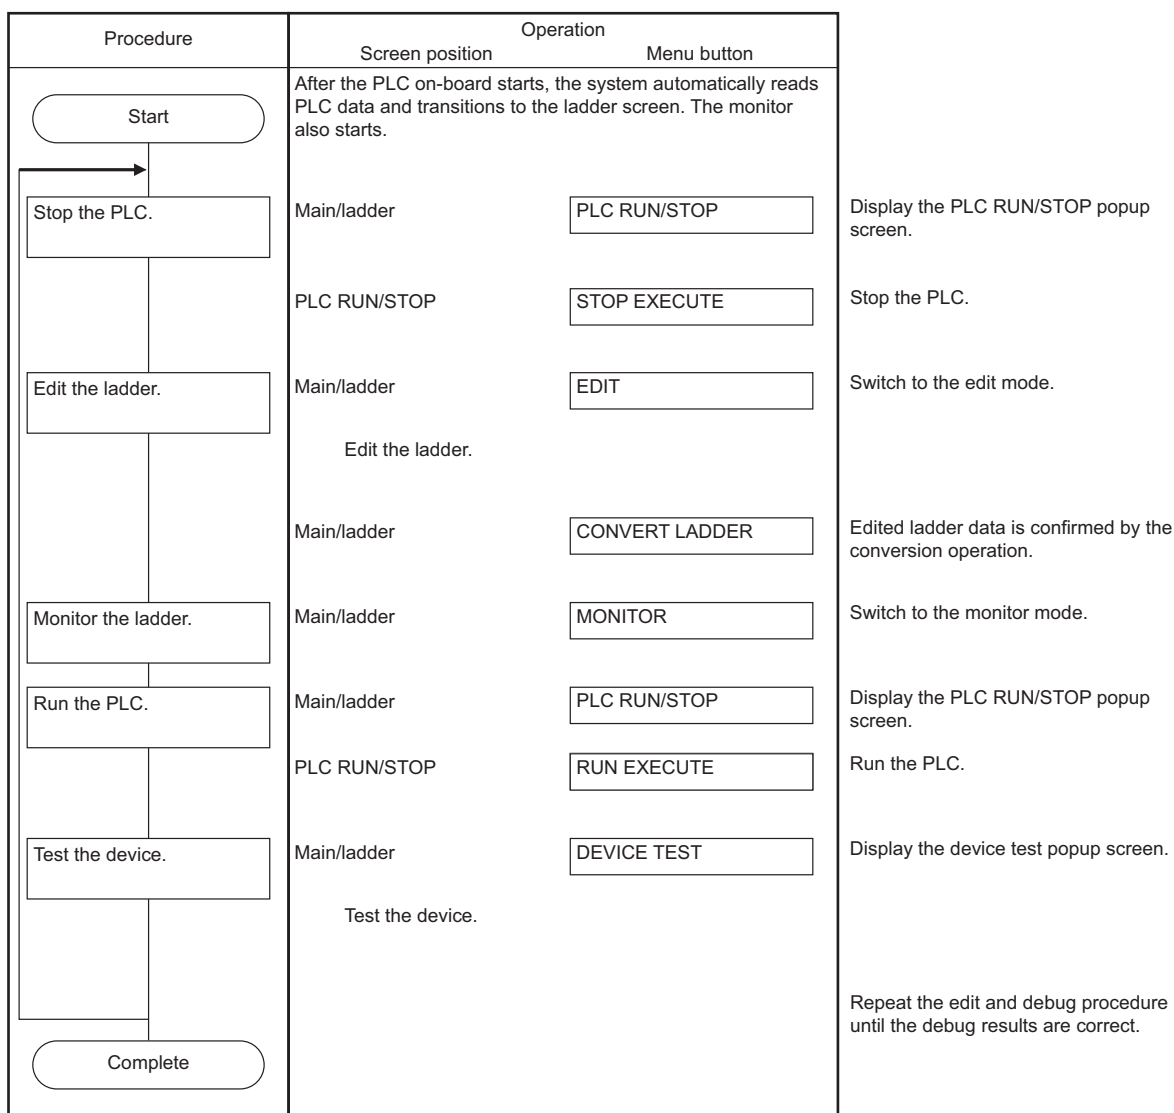 Procedure
Operation
Screen position
Menu button
After the PLC on-board starts, the system automatically reads
PLC data and transitions to the ladder screen. The monitor
also starts.
Start
Stop the PLC.
Main/ladder
PLC RUN/STOP
Display the PLC RUN/STOP popup
screen.
PLC RUN/STOP
STOP EXECUTE
Stop the PLC.
Edit the ladder.
Main/ladder
EDIT
Switch to the edit mode.
Edit the ladder.
Main/ladder
CONVERT LADDER
Edited ladder data is confirmed by the
conversion operation.
Monitor the ladder.
Main/ladder
MONITOR
Switch to the monitor mode.
Run the PLC.
Main/ladder
PLC RUN/STOP
Display the PLC RUN/STOP popup
screen.
PLC RUN/STOP
RUN EXECUTE
Run the PLC.
Test the device.
Main/ladder
DEVICE TEST
Display the device test popup screen.
Test the device.
Repeat the edit and debug procedure
until the debug results are correct.
Complete